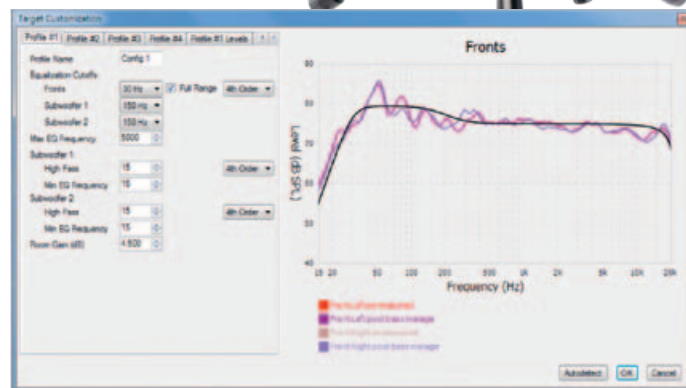 Target Customization
Profile #1 Profile #2 Profile #3 Profile #4 Profile #1 Levels
Profile Name Config 1
Equalization Cutoffs
Fronts 30 Hz Full Range 4th Order
Subwoofer 1 150 Hz
Subwoofer 2 150 Hz
Max EQ Frequency 5000
Subwoofer 1
High Pass 15 4th Order
Min EQ Frequency 15
Subwoofer 2
High Pass 15 4th Order
Min EQ Frequency 15
Room Gain (dB) 4.500
Fronts
Level (dB SPL)
90
80
70
60
50
40
15 20 50 100 200 500 1k 2k 5k 10k 20k
Frequency (Hz)
Autodetect OK Cancel